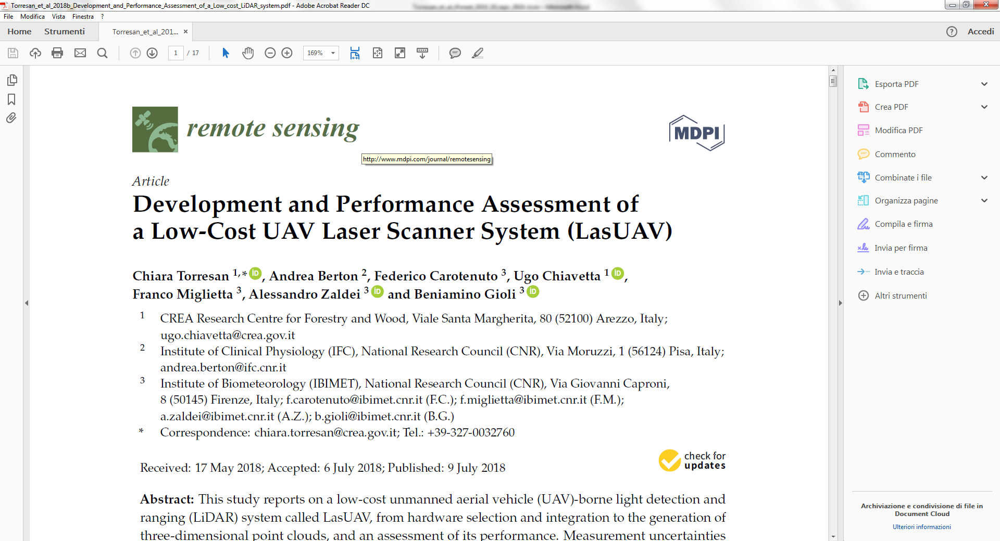 Torresan_et_al_2018b_Development_and_Performance_Assessment_of_a_Low_cost_LiDAR_system.pdf - Adobe Acrobat Reader DC
File Modifica Vista Finestra ?
Home Strumenti Torresan_et_al_201... × ? Accedi
1 / 17 169%
remote sensing
MDPI
http://www.mdpi.com/journal/remotesensing
Article
Development and Performance Assessment of
a Low-Cost UAV Laser Scanner System (LasUAV)
Chiara Torresan 1,* iD, Andrea Berton 2, Federico Carotenuto 3, Ugo Chiavetta 1 iD,
Franco Miglietta 3, Alessandro Zaldei 3 iD and Beniamino Gioli 3 iD
1 CREA Research Centre for Forestry and Wood, Viale Santa Margherita, 80 (52100) Arezzo, Italy;
ugo.chiavetta@crea.gov.it
2 Institute of Clinical Physiology (IFC), National Research Council (CNR), Via Moruzzi, 1 (56124) Pisa, Italy;
andrea.berton@ifc.cnr.it
3 Institute of Biometeorology (IBIMET), National Research Council (CNR), Via Giovanni Caproni,
8 (50145) Firenze, Italy; f.carotenuto@ibimet.cnr.it (F.C.); f.miglietta@ibimet.cnr.it (F.M.);
a.zaldei@ibimet.cnr.it (A.Z.); b.gioli@ibimet.cnr.it (B.G.)
* Correspondence: chiara.torresan@crea.gov.it; Tel.: +39-327-0032760
check for
updates
Received: 17 May 2018; Accepted: 6 July 2018; Published: 9 July 2018
Abstract: This study reports on a low-cost unmanned aerial vehicle (UAV)-borne light detection and
ranging (LiDAR) system called LasUAV, from hardware selection and integration to the generation of
three-dimensional point clouds, and an assessment of its performance. Measurement uncertainties
Esporta PDF
Crea PDF
Modifica PDF
Commento
Combinate i file
Organizza pagine
Compila e firma
Invia per firma
Invia e traccia
Altri strumenti
Archiviazione e condivisione di file in
Document Cloud
Ulteriori informazioni